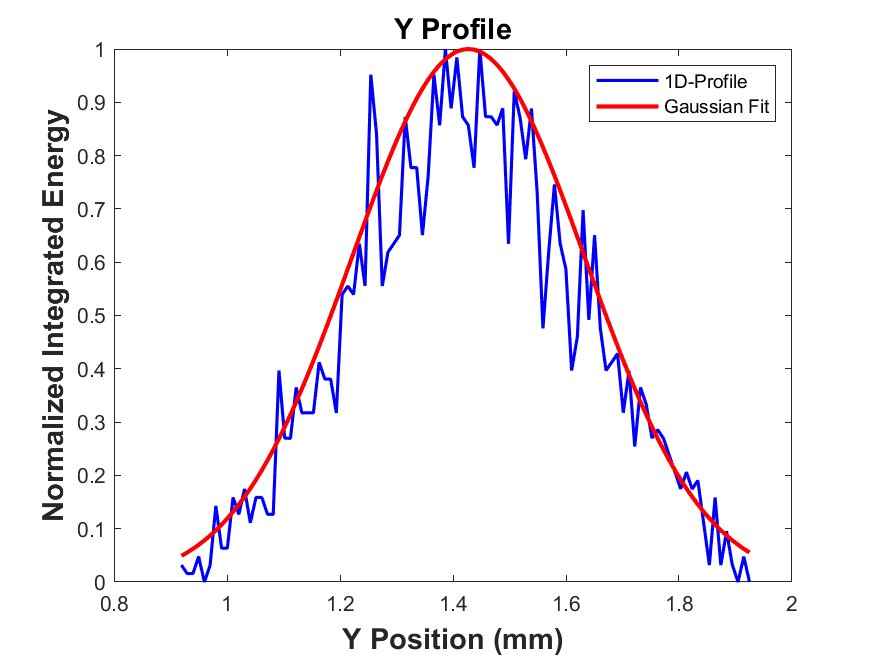 Y Profile
1D-Profile
Gaussian Fit
Normalized Integrated Energy
1
0.9
0.8
0.7
0.6
0.5
0.4
0.3
0.2
0.1
0
0.8 1 1.2 1.4 1.6 1.8 2
Y Position (mm)